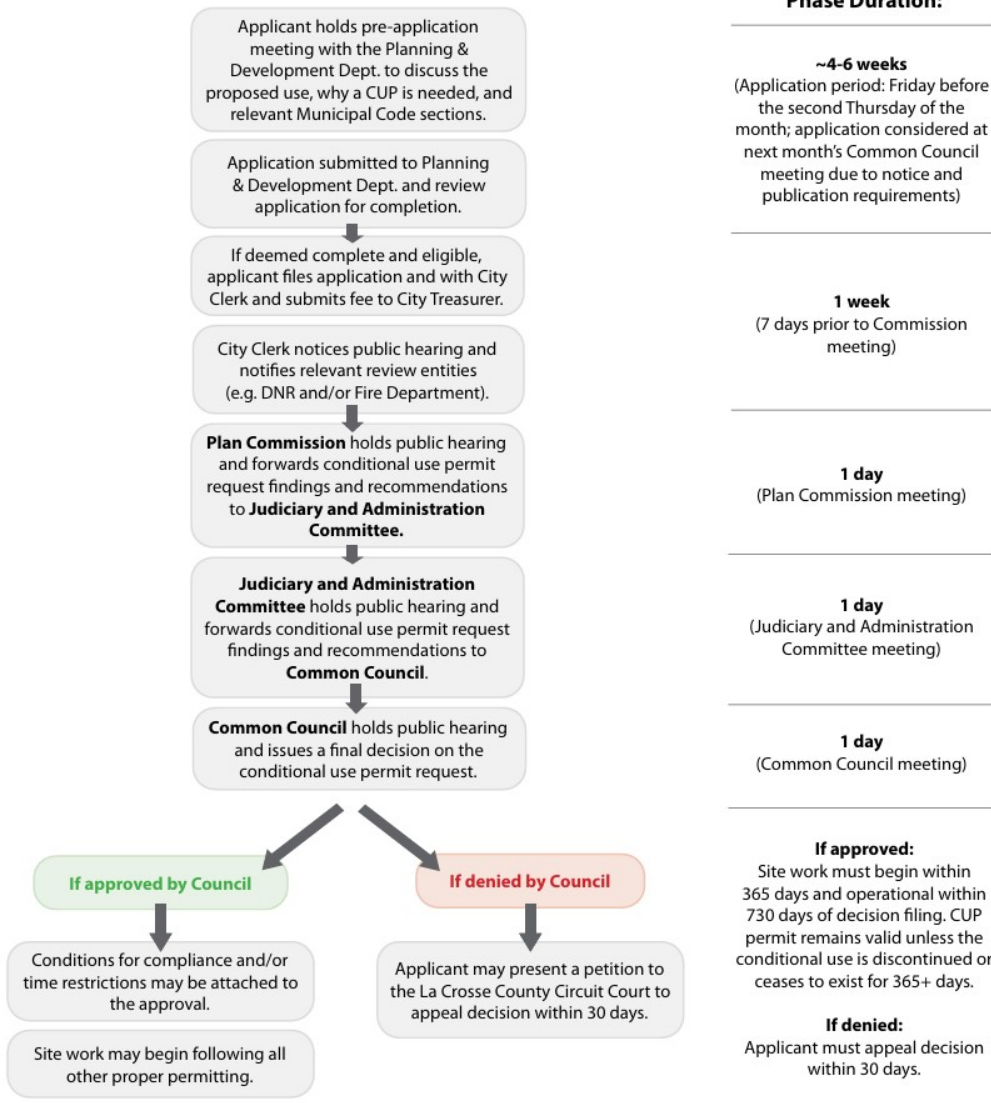 Phase Duration:
Applicant holds pre-application
meeting with the Planning &
Development Dept. to discuss the
proposed use, why a CUP is needed, and
relevant Municipal Code sections.
Application submitted to Planning
& Development Dept. and review
application for completion.
If deemed complete and eligible,
applicant files application and with City
Clerk and submits fee to City Treasurer.
City Clerk notices public hearing and
notifies relevant review entities
(e.g. DNR and/or Fire Department).
Plan Commission holds public hearing
and forwards conditional use permit
request findings and recommendations
to Judiciary and Administration
Committee.
Judiciary and Administration
Committee holds public hearing and
forwards conditional use permit request
findings and recommendations to
Common Council.
Common Council holds public hearing
and issues a final decision on the
conditional use permit request.
If approved by Council
Conditions for compliance and/or
time restrictions may be attached to
the approval.
Site work may begin following all
other proper permitting.
If denied by Council
Applicant may present a petition to
the La Crosse County Circuit Court to
appeal decision within 30 days.
~4-6 weeks
(Application period: Friday before
the second Thursday of the
month; application considered at
next month's Common Council
meeting due to notice and
publication requirements)
1 week
(7 days prior to Commission
meeting)
1 day
(Plan Commission meeting)
1 day
(Judiciary and Administration
Committee meeting)
1 day
(Common Council meeting)
If approved:
Site work must begin within
365 days and operational within
730 days of decision filing. CUP
permit remains valid unless the
conditional use is discontinued or
ceases to exist for 365+ days.
If denied:
Applicant must appeal decision
within 30 days.